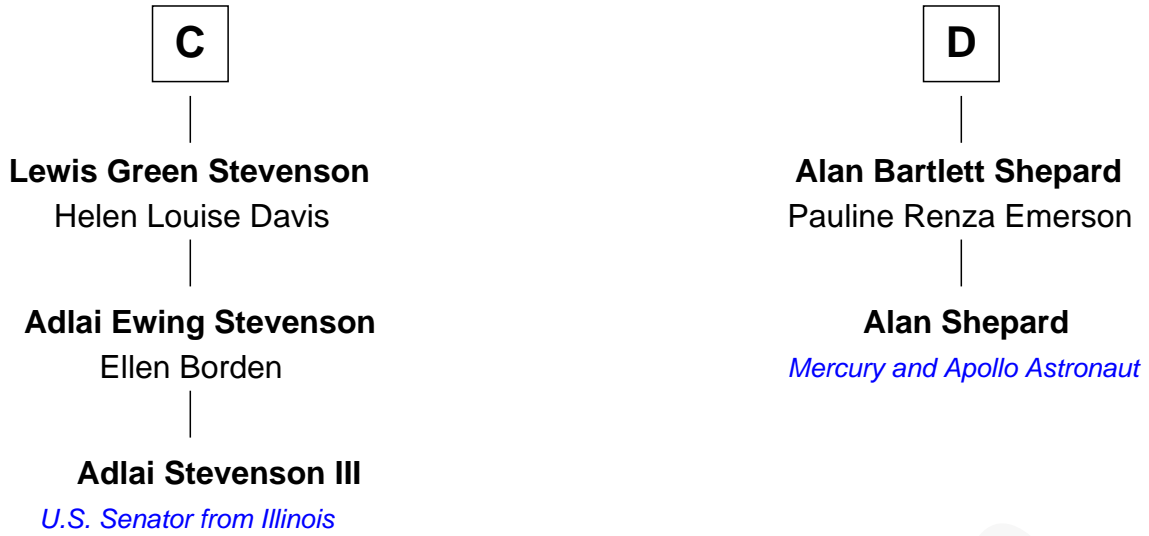 C
Lewis Green Stevenson
Helen Louise Davis
Adlai Ewing Stevenson
Ellen Borden
Adlai Stevenson III
U.S. Senator from Illinois
D
Alan Bartlett Shepard
Pauline Renza Emerson
Alan Shepard
Mercury and Apollo Astronaut